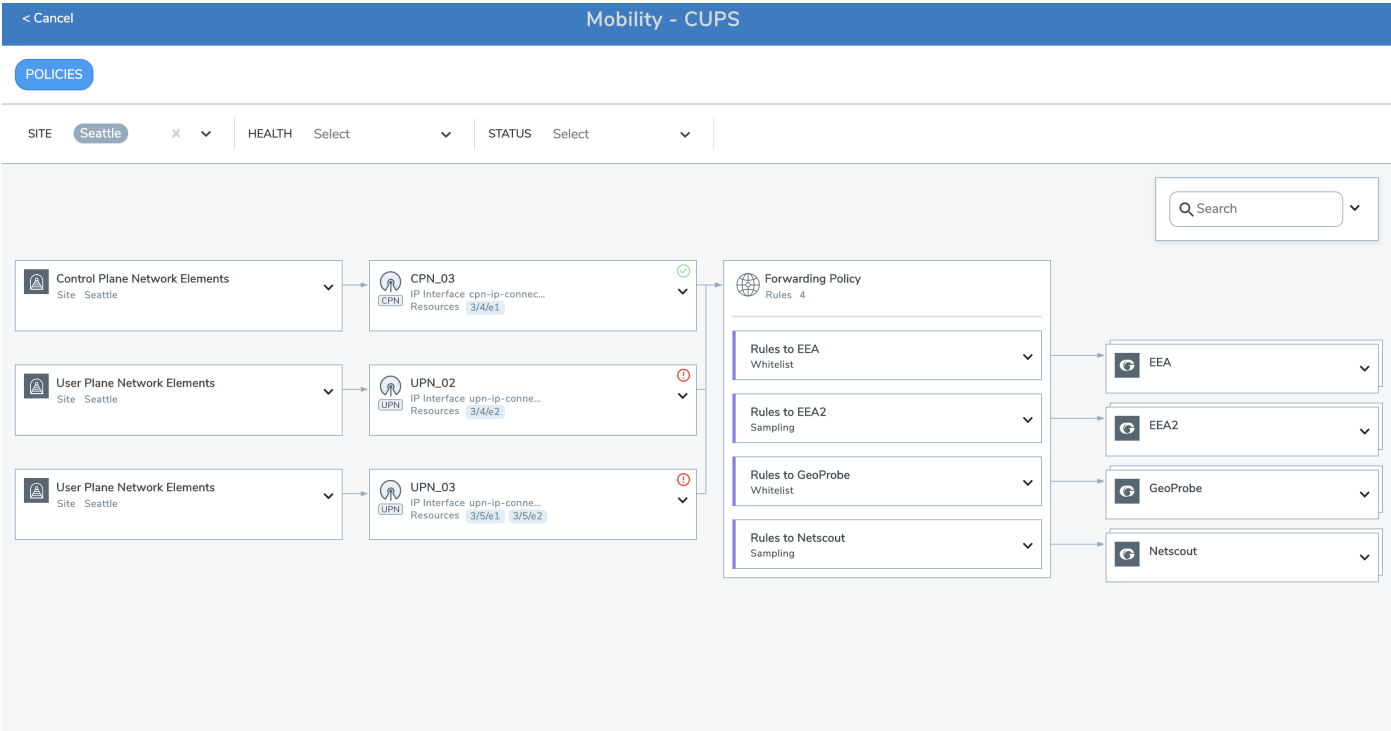 < Cancel
Mobility - CUPS
POLICIES
SITE Seattle
HEALTH Select
STATUS Select
Search
Control Plane Network Elements
Site Seattle
CPN
CPN_03
IP Interface cpn-ip-connec...
Resources 3/4/e1
User Plane Network Elements
Site Seattle
UPN
UPN_02
IP Interface upn-ip-conne...
Resources 3/4/e2
User Plane Network Elements
Site Seattle
UPN
UPN_03
IP Interface upn-ip-conne...
Resources 3/5/e1 3/5/e2
Forwarding Policy
Rules 4
Rules to EEA
Whitelist
Rules to EEA2
Sampling
Rules to GeoProbe
Whitelist
Rules to Netscout
Sampling
EEA
EEA2
GeoProbe
Netscout